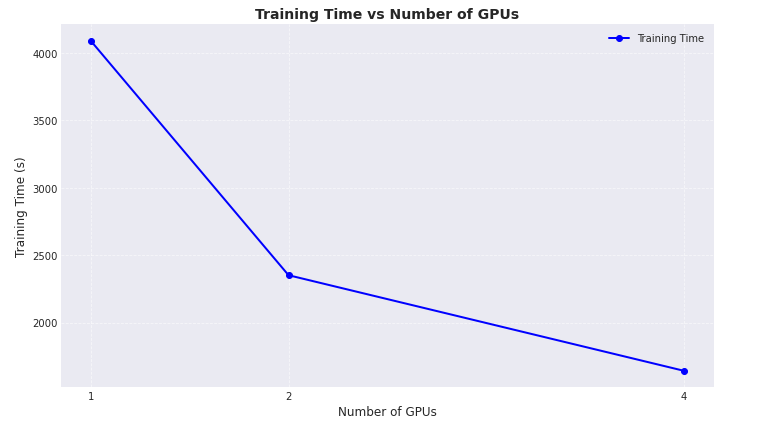 Training Time vs Number of GPUs
Training Time
4000
3500
3000
2500
2000
Training Time (s)
1 2 4
Number of GPUs